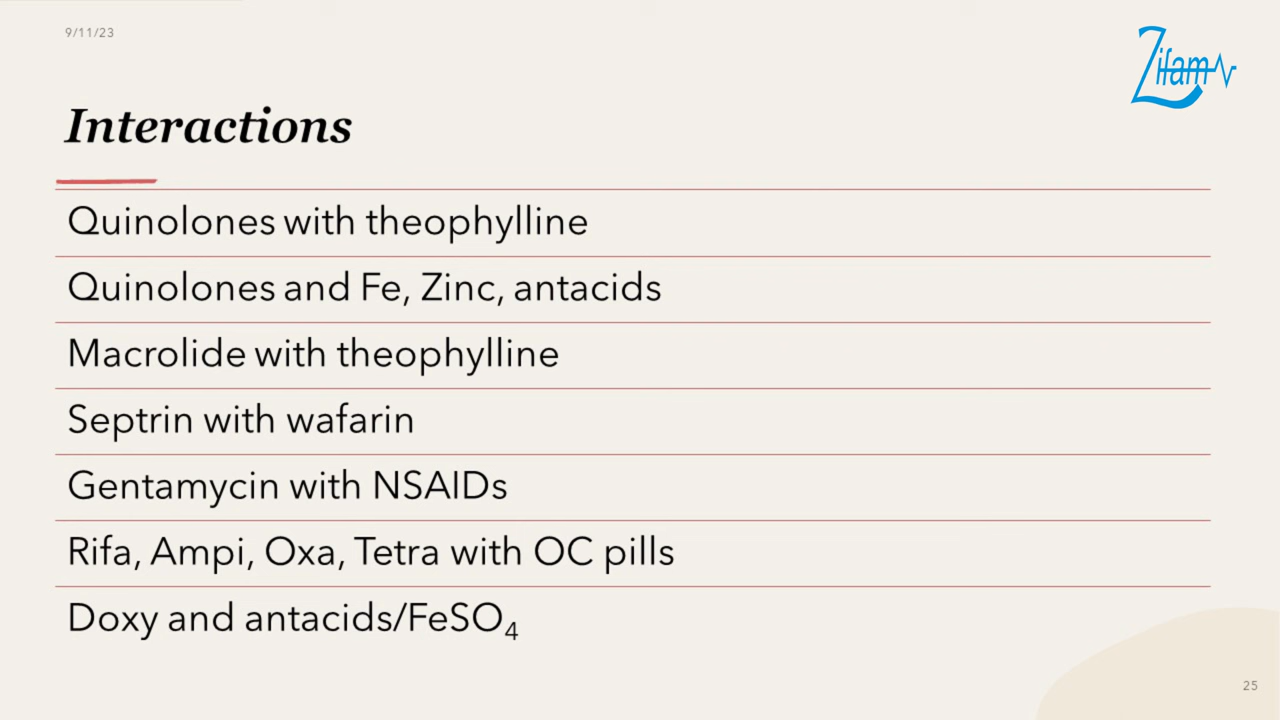 9/11/23
Zifam
Interactions
Quinolones with theophylline
Quinolones and Fe, Zinc, antacids
Macrolide with theophylline
Septrin with wafarin
Gentamycin with NSAIDs
Rifa, Ampi, Oxa, Tetra with OC pills
Doxy and antacids/FeSO₄
25